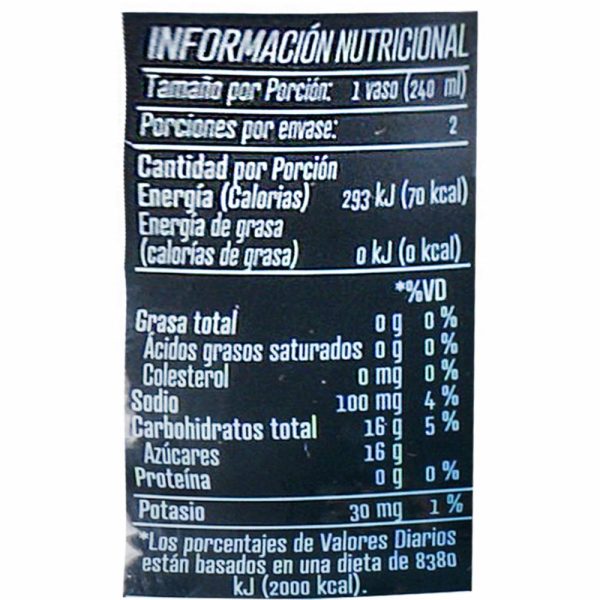 INFORMACIÓN NUTRICIONAL
Tamaño por Porción: 1 vaso (240 ml)
Porciones por envase: 2
Cantidad por Porción
Energía (Calorias) 293 kJ (70 kcal)
Energía de grasa
(calorías de grasa) 0 kJ (0 kcal)
*%VD
Grasa total 0 g 0 %
Ácidos grasos saturados 0 g 0 %
Colesterol 0 mg 0 %
Sodio 100 mg 4 %
Carbohidratos total 16 g 5 %
Azúcares 16 g
Proteína 0 g 0 %
Potasio 30 mg 1 %
*Los porcentajes de Valores Diarios
están basados en una dieta de 8380
kJ (2000 kcal).